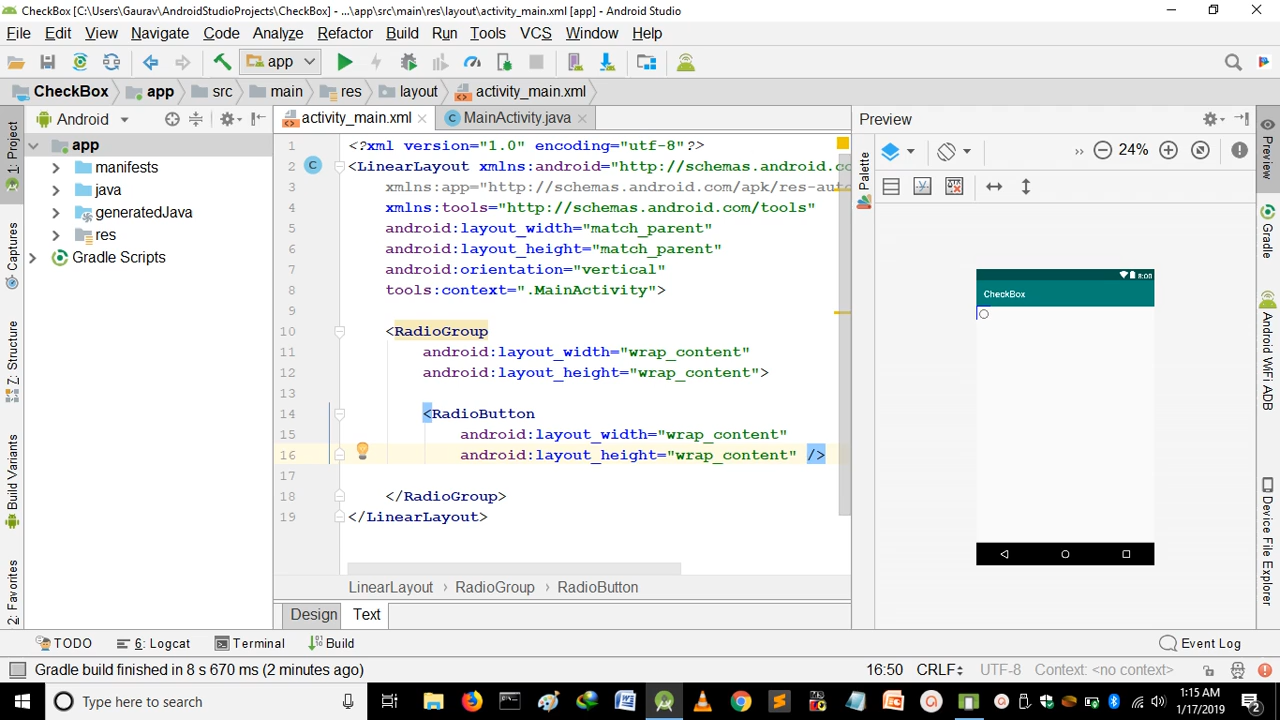 CheckBox [C:\Users\Gaurav\AndroidStudioProjects\CheckBox] - ...\app\src\main\res\layout\activity_main.xml [app] - Android Studio
File Edit View Navigate Code Analyze Refactor Build Run Tools VCS Window Help
app
CheckBox app src main res layout activity_main.xml
Android
activity_main.xml
MainActivity.java
Preview
app
manifests
java
generatedJava
res
Gradle Scripts
1: Project
Captures
Z: Structure
Build Variants
2: Favorites
1 <?xml version="1.0" encoding="utf-8"?>
2 <LinearLayout xmlns:android="http://schemas.android.co
3 xmlns:app="http://schemas.android.com/apk/res-auto
4 xmlns:tools="http://schemas.android.com/tools"
5 android:layout_width="match_parent"
6 android:layout_height="match_parent"
7 android:orientation="vertical"
8 tools:context=".MainActivity">
9
10 <RadioGroup
11 android:layout_width="wrap_content"
12 android:layout_height="wrap_content">
13
14 <RadioButton
15 android:layout_width="wrap_content"
16 android:layout_height="wrap_content" />
17
18 </RadioGroup>
19 </LinearLayout>
LinearLayout › RadioGroup › RadioButton
Design Text
Palette
» 24%
8:00
CheckBox
Preview
Gradle
Android WiFi ADB
Device File Explorer
TODO 6: Logcat Terminal Build Event Log
Gradle build finished in 8 s 670 ms (2 minutes ago) 16:50 CRLF UTF-8 Context: <no context>
Type here to search
1:15 AM
1/17/2019
2